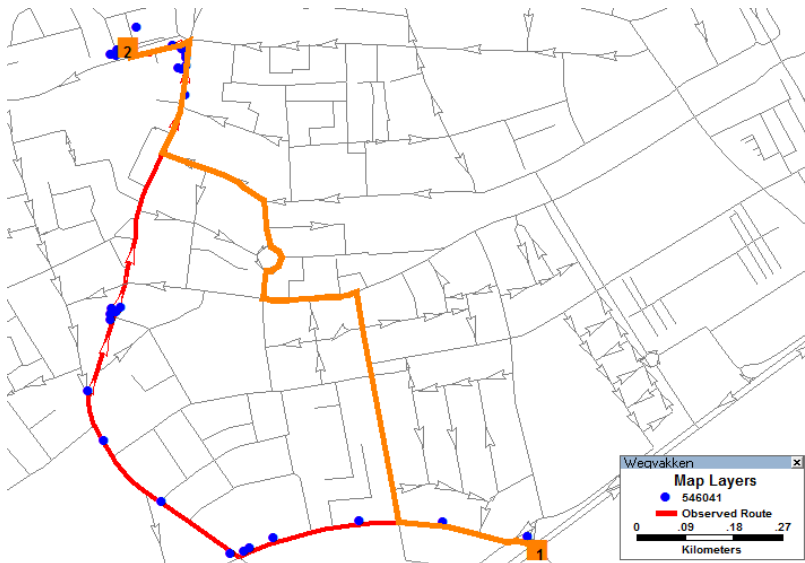 2
1
Wegvakken
Map Layers
546041
Observed Route
0 .09 .18 .27
Kilometers